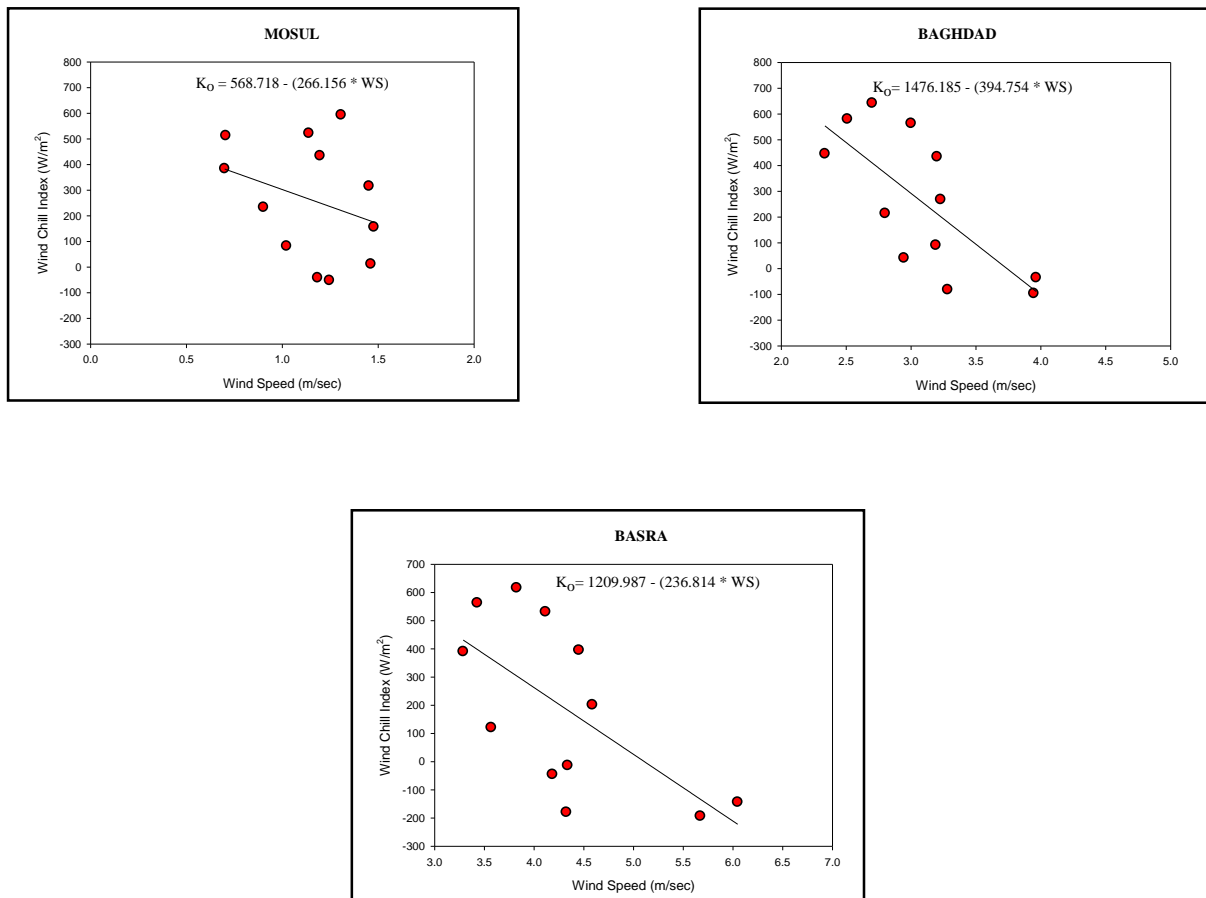 MOSUL
K_O = 568.718 - (266.156 * WS)
Wind Chill Index (W/m²)
800
700
600
500
400
300
200
100
0
-100
-200
-300
0.0 0.5 1.0 1.5 2.0
Wind Speed (m/sec)
BAGHDAD
K_O= 1476.185 - (394.754 * WS)
Wind Chill Index (W/m²)
800
700
600
500
400
300
200
100
0
-100
-200
-300
2.0 2.5 3.0 3.5 4.0 4.5 5.0
Wind Speed (m/sec)
BASRA
K_O= 1209.987 - (236.814 * WS)
Wind Chill Index (W/m²)
700
600
500
400
300
200
100
0
-100
-200
-300
3.0 3.5 4.0 4.5 5.0 5.5 6.0 6.5 7.0
Wind Speed (m/sec)